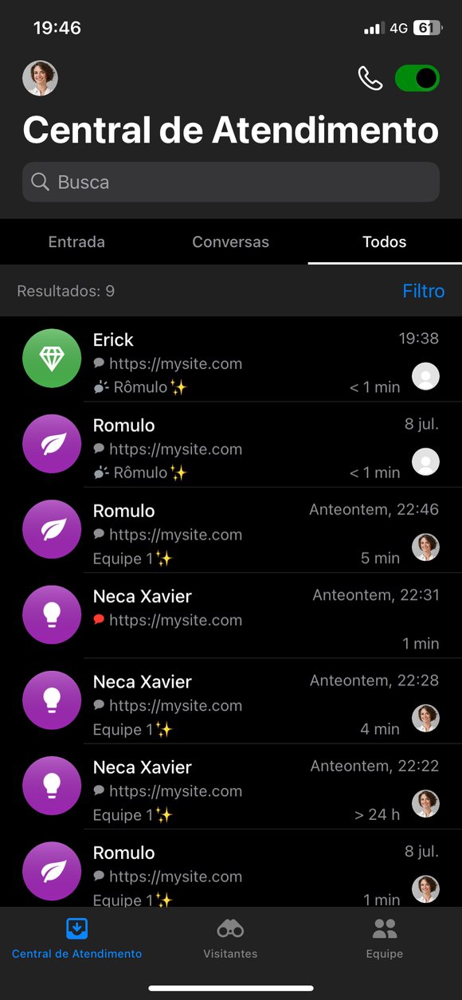 19:46 4G 61
Central de Atendimento
Busca
Entrada Conversas Todos
Resultados: 9 Filtro
Erick 19:38
https://mysite.com
Rômulo✨ < 1 min
Romulo 8 jul.
https://mysite.com
Rômulo✨ < 1 min
Romulo Anteontem, 22:46
https://mysite.com
Equipe 1✨ 5 min
Neca Xavier Anteontem, 22:31
https://mysite.com
1 min
Neca Xavier Anteontem, 22:28
https://mysite.com
Equipe 1✨ 4 min
Neca Xavier Anteontem, 22:22
https://mysite.com
Equipe 1✨ > 24 h
Romulo 8 jul.
https://mysite.com
Equipe 1✨ 1 min
Central de Atendimento Visitantes Equipe